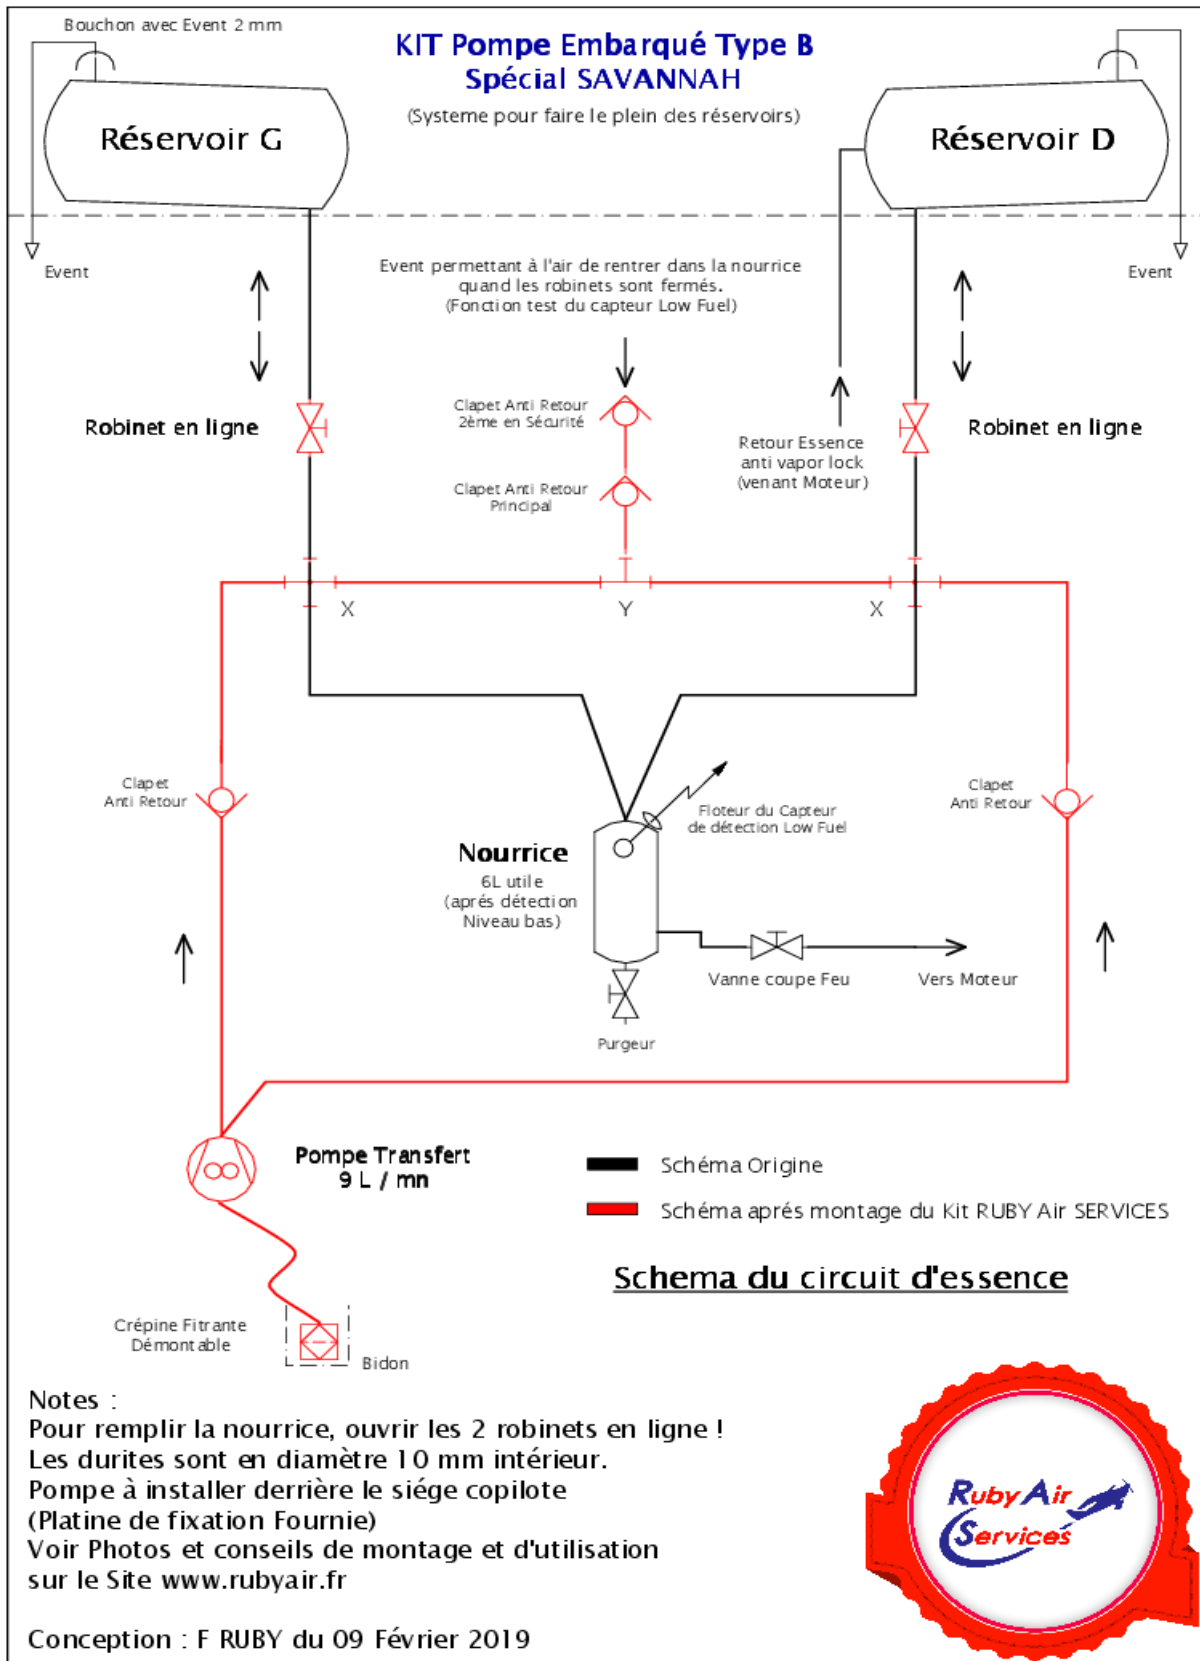 Bouchon avec Event 2 mm
KIT Pompe Embarqué Type B
Spécial SAVANNAH
(Systeme pour faire le plein des réservoirs)
Réservoir G
Réservoir D
Event
Event
Event permettant à l'air de rentrer dans la nourrice
quand les robinets sont fermés.
(Fonction test du capteur Low Fuel)
Clapet Anti Retour
2ème en Sécurité
Robinet en ligne
Robinet en ligne
Retour Essence
anti vapor lock
(venant Moteur)
Clapet Anti Retour
Principal
X
Y
X
Clapet
Anti Retour
Clapet
Anti Retour
Floteur du Capteur
de détection Low Fuel
Nourrice
6L utile
(aprés détection
Niveau bas)
Vanne coupe Feu
Vers Moteur
Purgeur
Pompe Transfert
9 L / mn
Schéma Origine
Schéma aprés montage du Kit RUBY Air SERVICES
Schema du circuit d'essence
Crépine Fitrante
Démontable
Bidon
Notes :
Pour remplir la nourrice, ouvrir les 2 robinets en ligne !
Les durites sont en diamètre 10 mm intérieur.
Pompe à installer derrière le siége copilote
(Platine de fixation Fournie)
Voir Photos et conseils de montage et d'utilisation
sur le Site www.rubyair.fr
Conception : F RUBY du 09 Février 2019
Ruby Air
Services